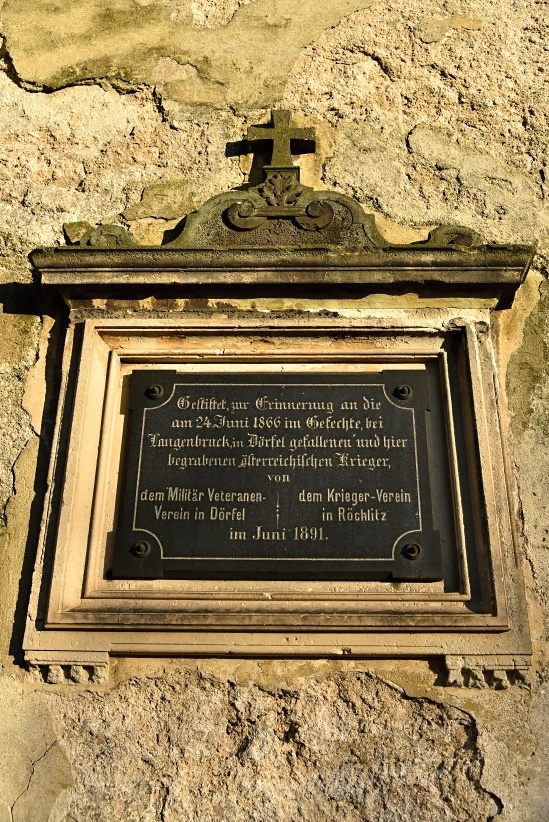 Gestiftet, zur Erinnerung an die
am 24 Juni 1866 im Gefechte, bei
Langenbruck, in Dörfel gefallenen und hier
begrabenen österreichischen Krieger,
von
dem Militär Veteranen-
Verein in Dörfel
dem Krieger-Verein
in Röchlitz
im Juni 1891.